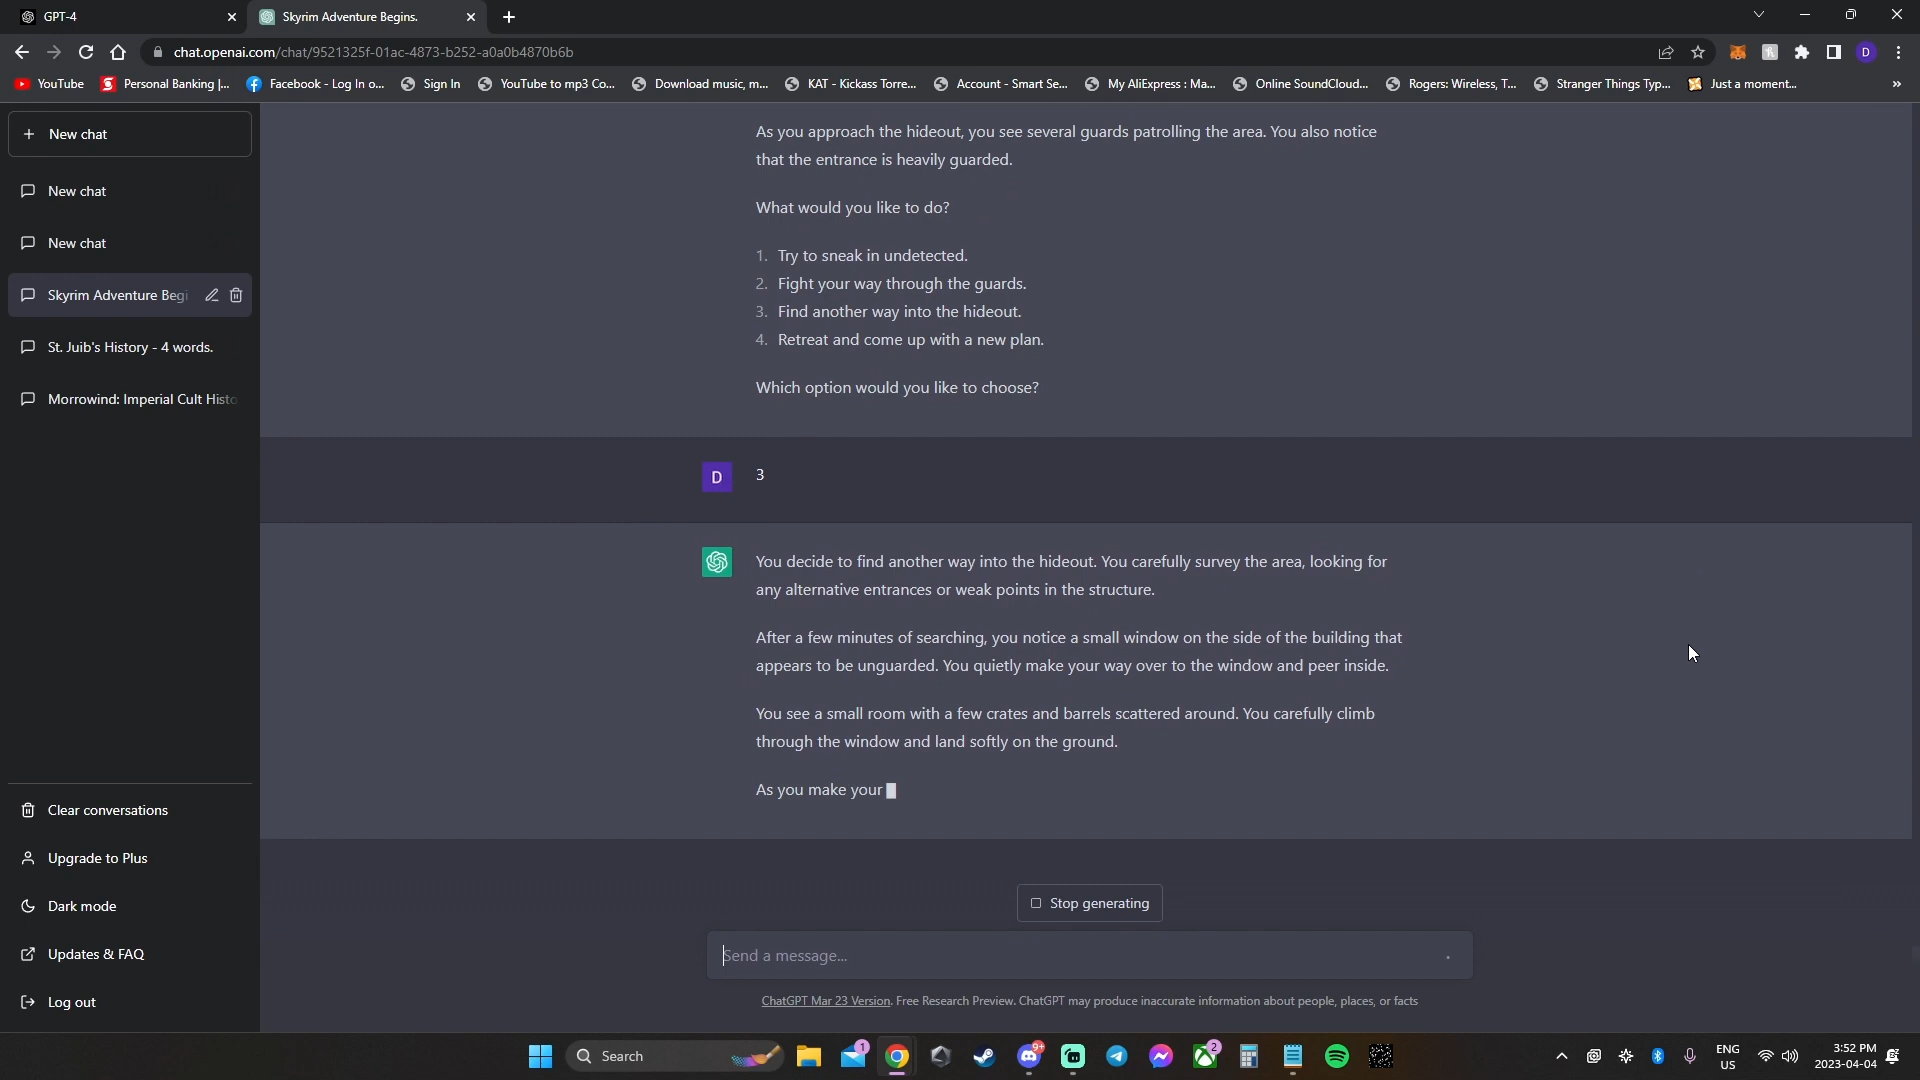 GPT-4
Skyrim Adventure Begins.
chat.openai.com/chat/9521325f-01ac-4873-b252-a0a0b4870b6b
D
YouTube
Personal Banking |...
Facebook - Log In o...
Sign In
YouTube to mp3 Co...
Download music, m...
KAT - Kickass Torre...
Account - Smart Se...
My AliExpress : Ma...
Online SoundCloud...
Rogers: Wireless, T...
Stranger Things Typ...
Just a moment...
»
+ New chat
New chat
New chat
Skyrim Adventure Begi
St. Juib's History - 4 words.
Morrowind: Imperial Cult Histo
Clear conversations
Upgrade to Plus
Dark mode
Updates & FAQ
Log out
As you approach the hideout, you see several guards patrolling the area. You also notice
that the entrance is heavily guarded.
What would you like to do?
1. Try to sneak in undetected.
2. Fight your way through the guards.
3. Find another way into the hideout.
4. Retreat and come up with a new plan.
Which option would you like to choose?
D
3
You decide to find another way into the hideout. You carefully survey the area, looking for
any alternative entrances or weak points in the structure.
After a few minutes of searching, you notice a small window on the side of the building that
appears to be unguarded. You quietly make your way over to the window and peer inside.
You see a small room with a few crates and barrels scattered around. You carefully climb
through the window and land softly on the ground.
As you make your
Stop generating
Send a message...
ChatGPT Mar 23 Version. Free Research Preview. ChatGPT may produce inaccurate information about people, places, or facts
Search
1
9+
2
ENG
US
3:52 PM
2023-04-04